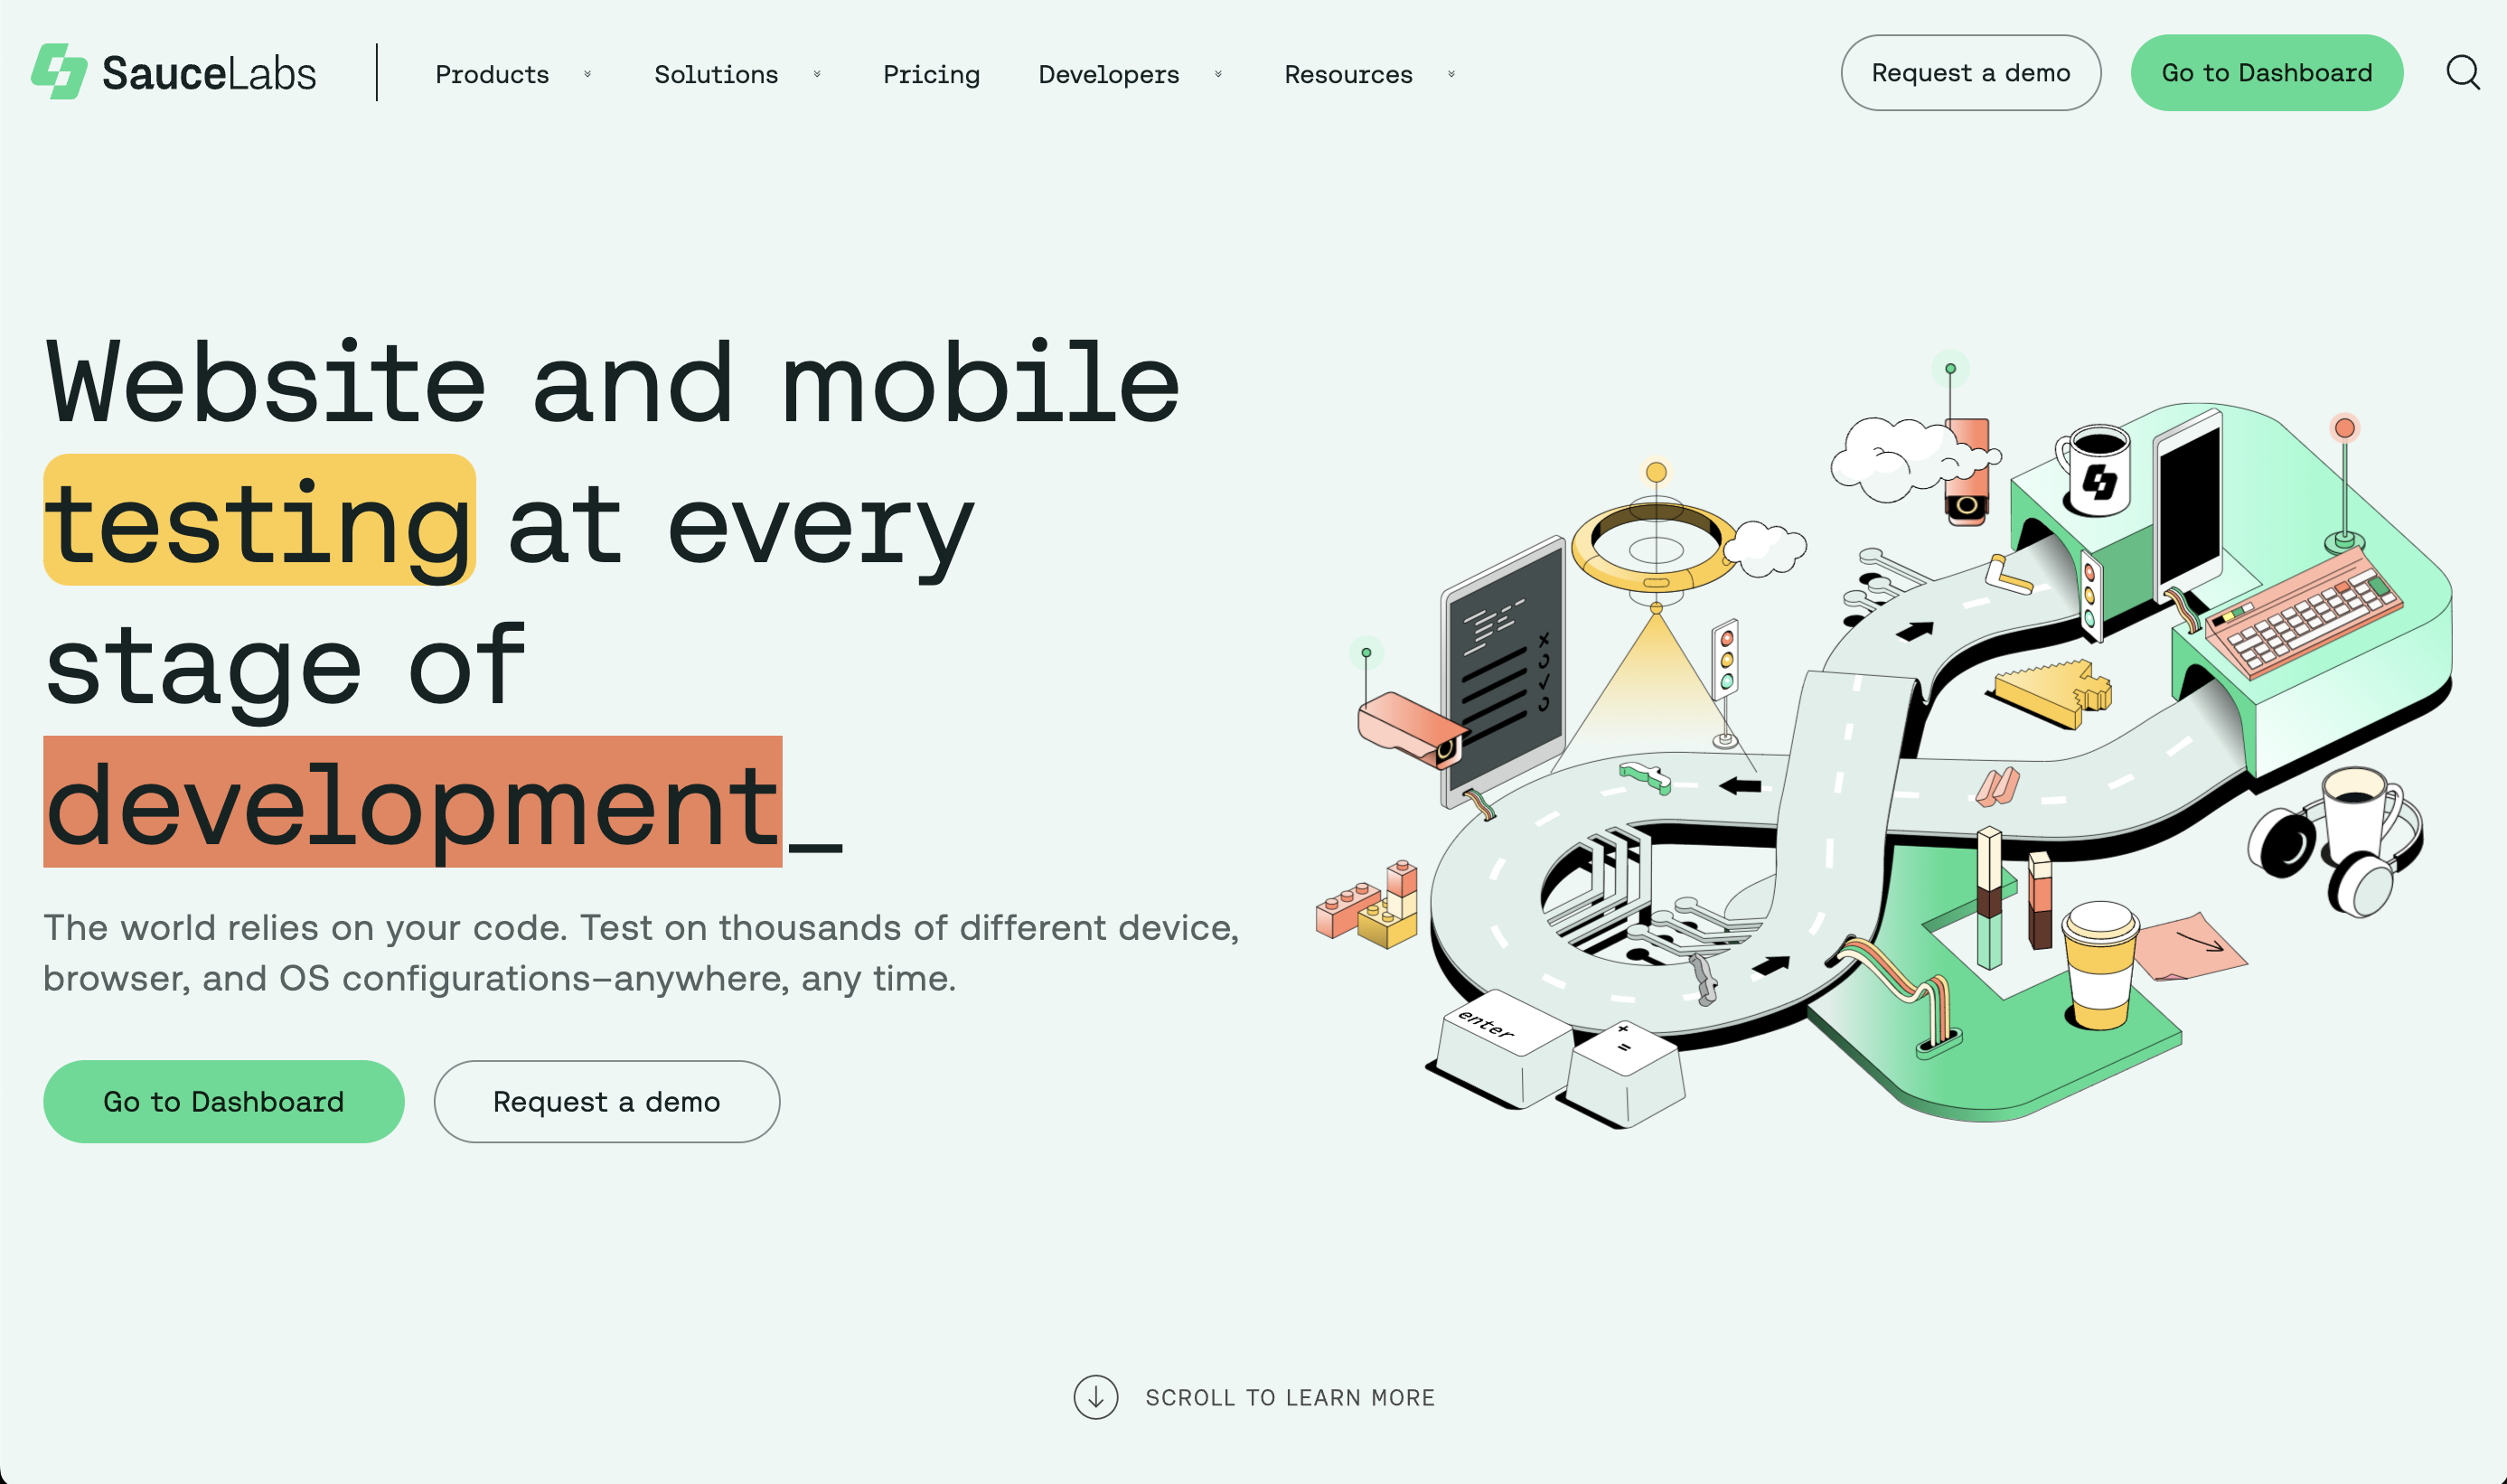 SauceLabs
Products
Solutions
Pricing
Developers
Resources
Request a demo
Go to Dashboard
Website and mobile
testing at every
stage of
development_
The world relies on your code. Test on thousands of different device,
browser, and OS configurations–anywhere, any time.
Go to Dashboard
Request a demo
enter
+
=
SCROLL TO LEARN MORE